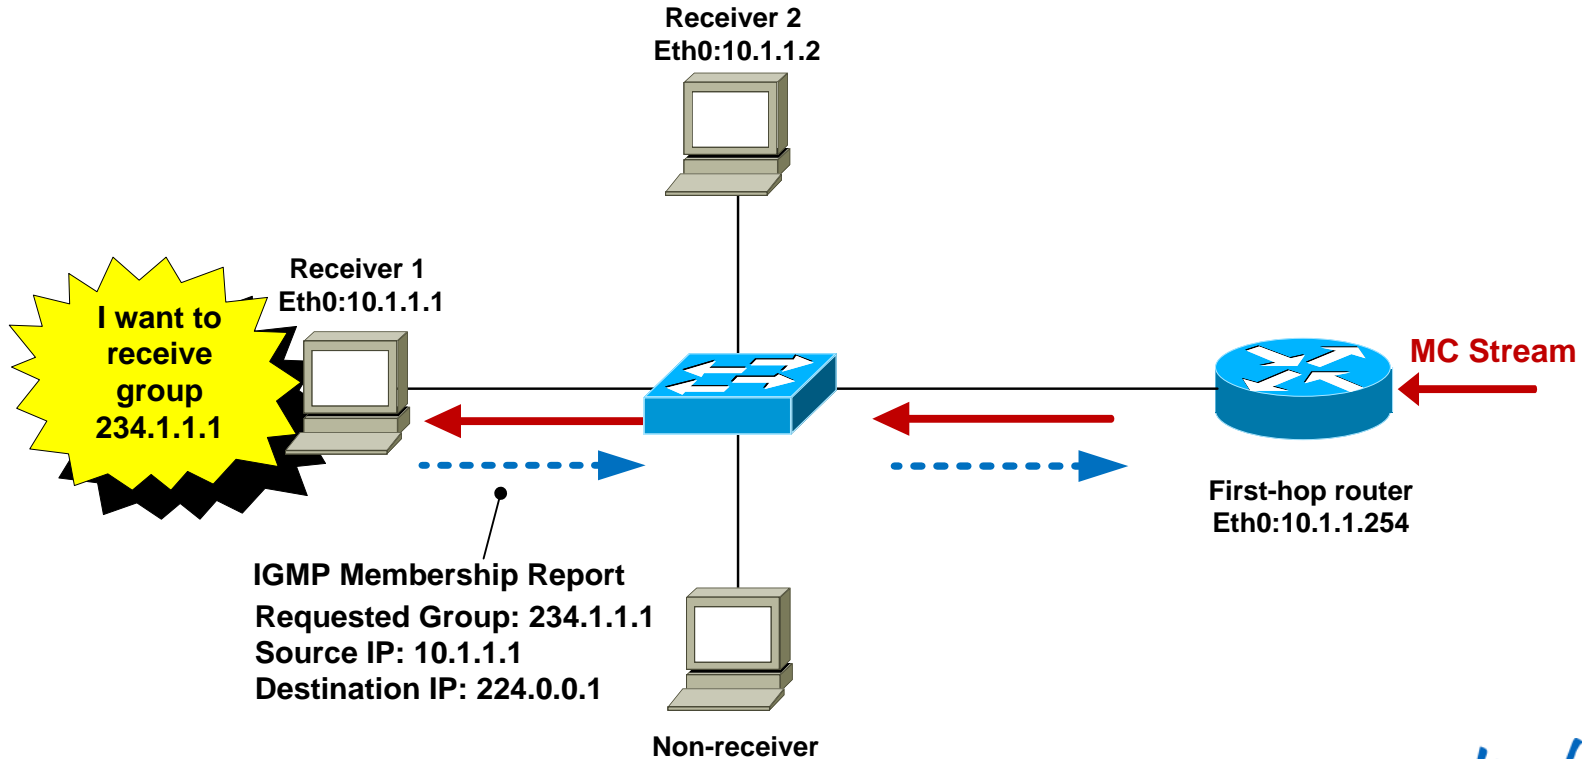 Receiver 2
Eth0:10.1.1.2
Receiver 1
Eth0:10.1.1.1
I want to
receive
group
234.1.1.1
MC Stream
First-hop router
Eth0:10.1.1.254
IGMP Membership Report
Requested Group: 234.1.1.1
Source IP: 10.1.1.1
Destination IP: 224.0.0.1
Non-receiver